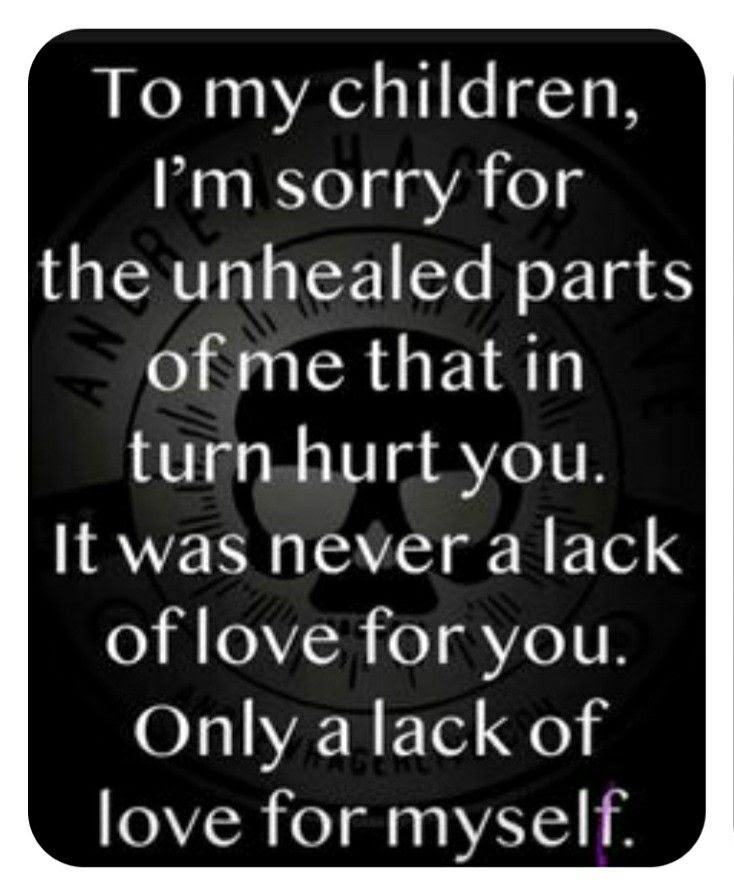 To my children,
I'm sorry for
the unhealed parts
of me that in
turn hurt you.
It was never a lack
of love for you.
Only a lack of
love for myself.